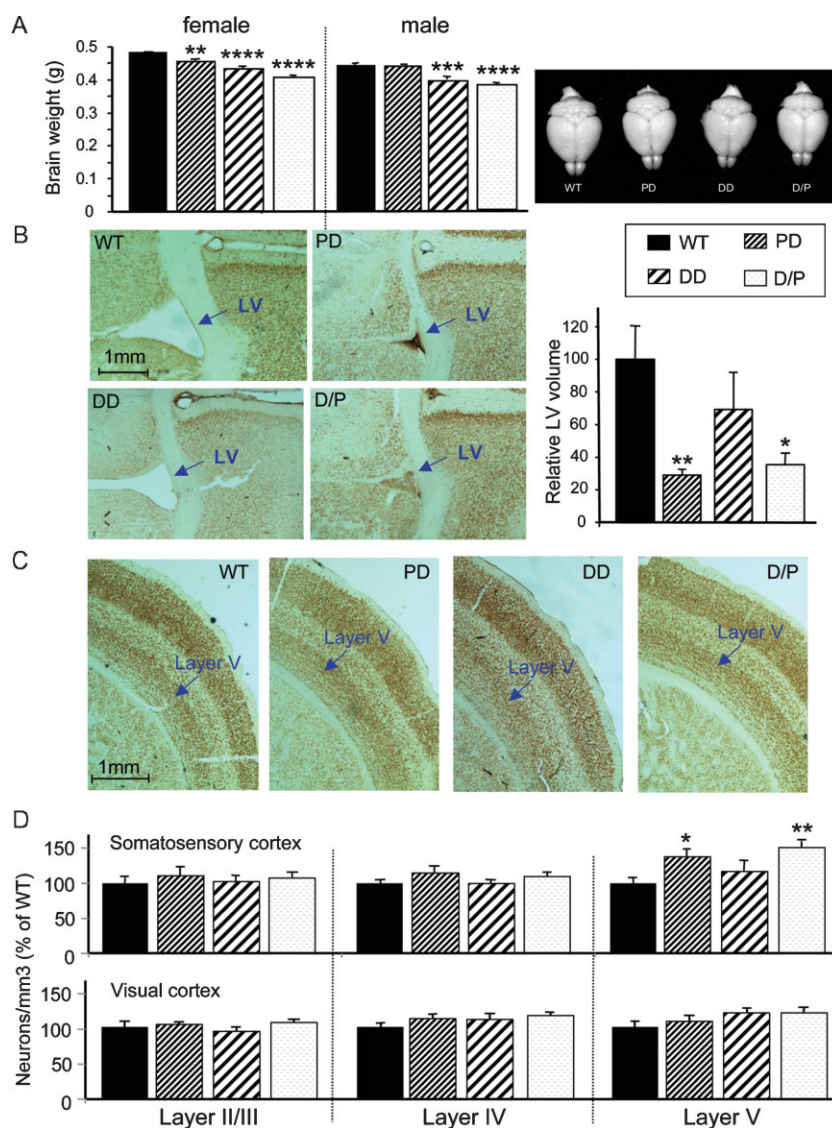 A
female
male
Brain weight (g)
0.5
0.4
0.3
0.2
0.1
0
**
****
****
***
****
WT
PD
DD
D/P
B
WT
LV
1mm
PD
LV
DD
LV
D/P
LV
WT
PD
DD
D/P
Relative LV volume
120
100
80
60
40
20
0
**
*
C
WT
Layer V
1mm
PD
Layer V
DD
Layer V
D/P
Layer V
D
Neurons/mm3 (% of WT)
Somatosensory cortex
150
100
50
0
*
**
Visual cortex
150
100
50
0
Layer II/III
Layer IV
Layer V